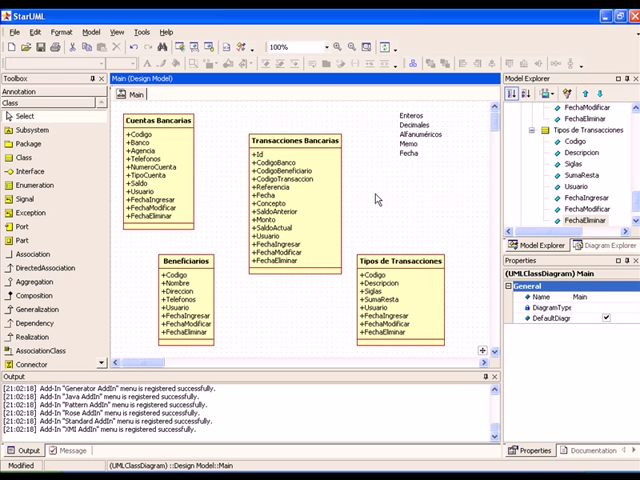 StarUML
File Edit Format Model View Tools Help
100%
Toolbox
Main (Design Model)
Model Explorer
Annotation
Class
Main
Select
Subsystem
Package
Class
Interface
Enumeration
Signal
Exception
Port
Part
Association
DirectedAssociation
Aggregation
Composition
Generalization
Dependency
Realization
AssociationClass
Connector
Cuentas Bancarias
+Codigo
+Banco
+Agencia
+Telefonos
+NumeroCuenta
+TipoCuenta
+Saldo
+Usuario
+FechaIngresar
+FechaModificar
+FechaEliminar
Transacciones Bancarias
+Id
+CodigoBanco
+CodigoBeneficiario
+CodigoTransaccion
+Referencia
+Fecha
+Concepto
+SaldoAnterior
+Monto
+SaldoActual
+Usuario
+FechaIngresar
+FechaModificar
+FechaEliminar
Enteros
Decimales
Alfanuméricos
Memo
Fecha
Beneficiarios
+Codigo
+Nombre
+Direccion
+Telefonos
+Usuario
+FechaIngresar
+FechaModificar
+FechaEliminar
Tipos de Transacciones
+Codigo
+Descripcion
+Siglas
+SumaResta
+Usuario
+FechaIngresar
+FechaModificar
+FechaEliminar
FechaModificar
FechaEliminar
Tipos de Transacciones
Codigo
Descripcion
Siglas
SumaResta
Usuario
FechaIngresar
FechaModificar
FechaEliminar
Model Explorer Diagram Explorer
Properties
(UMLClassDiagram) Main
General
Name Main
DiagramType
DefaultDiagr
Output
[21:02:18] Add-In "Generator AddIn" menu is registered successfully.
[21:02:18] Add-In "Java AddIn" menu is registered successfully.
[21:02:18] Add-In "Pattern AddIn" menu is registered successfully.
[21:02:18] Add-In "Rose AddIn" menu is registered successfully.
[21:02:18] Add-In "Standard AddIn" menu is registered successfully.
[21:02:18] Add-In "XMI AddIn" menu is registered successfully.
Output Message
Properties Documentation
Modified (UMLClassDiagram) ::Design Model::Main